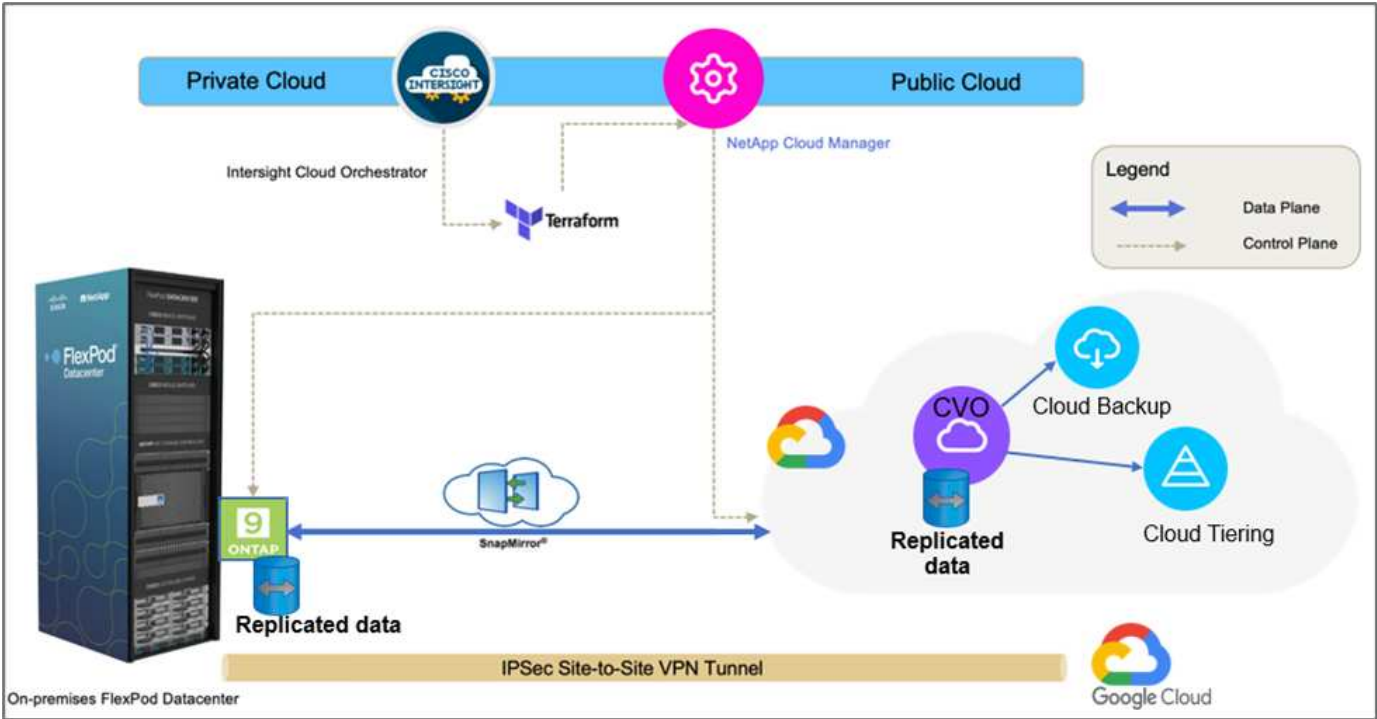 Private Cloud
CISCO
INTERSIGHT
Public Cloud
NetApp Cloud Manager
Intersight Cloud Orchestrator
Terraform
Legend
Data Plane
Control Plane
CISCO
NetApp
FlexPod
Datacenter
9
ONTAP
Replicated data
SnapMirror®
CVO
Cloud Backup
Cloud Tiering
Replicated
data
IPSec Site-to-Site VPN Tunnel
On-premises FlexPod Datacenter
Google Cloud